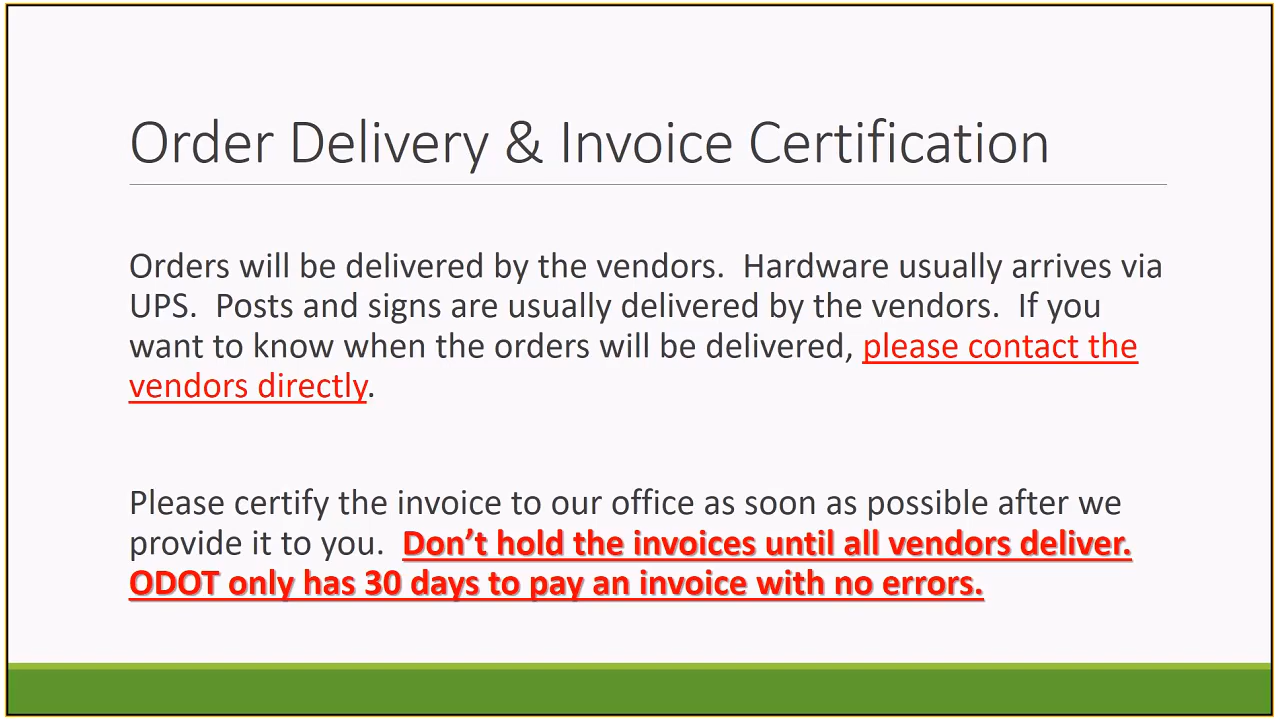 Order Delivery & Invoice Certification
Orders will be delivered by the vendors.  Hardware usually arrives via
UPS.  Posts and signs are usually delivered by the vendors.  If you
want to know when the orders will be delivered, please contact the
vendors directly.
Please certify the invoice to our office as soon as possible after we
provide it to you.  Don’t hold the invoices until all vendors deliver.
ODOT only has 30 days to pay an invoice with no errors.